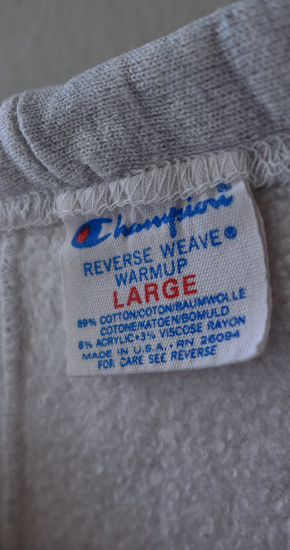 Champion
REVERSE WEAVE®
WARMUP
LARGE
89% COTTON/COTON/BAUMWOLLE
COTONE/KATOEN/BOMULD
8% ACRYLIC•3% VISCOSE RAYON
MADE IN U.S.A.•RN 26094
FOR CARE SEE REVERSE